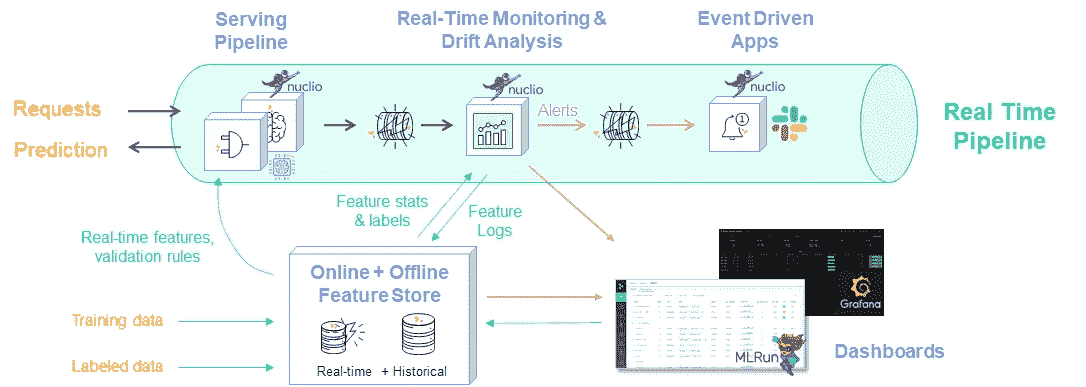 Serving
Pipeline
Real-Time Monitoring &
Drift Analysis
Event Driven
Apps
nuclio
nuclio
nuclio
Requests
Prediction
Alerts
1
Real Time
Pipeline
Feature stats
& labels
Feature
Logs
Real-time features,
validation rules
Online + Offline
Feature Store
Training data
Labeled data
Real-time + Historical
Grafana
MLRun
Dashboards